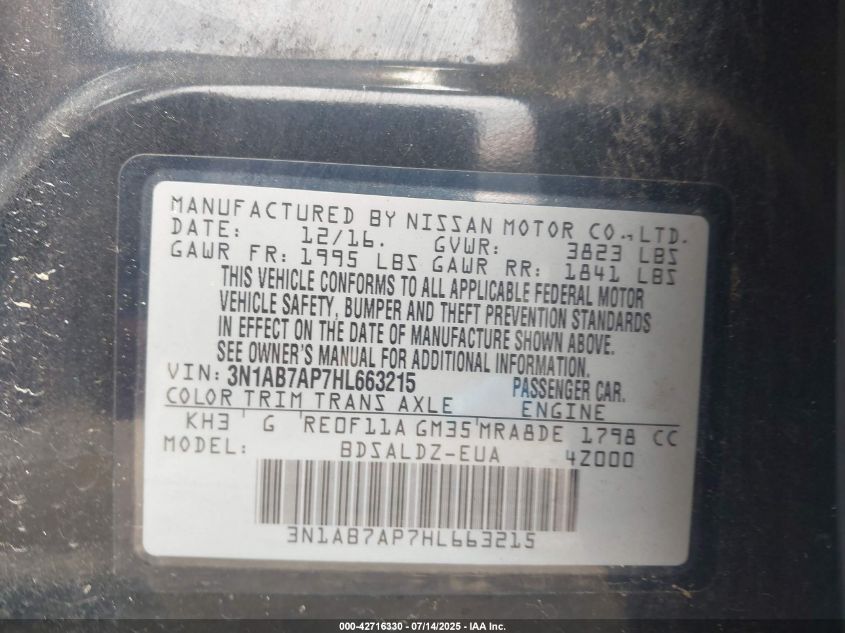 MANUFACTURED BY NISSAN MOTOR CO.,LTD.
DATE: 12/16. GVWR: 3823 LBS
GAWR FR: 1995 LBS GAWR RR: 1841 LBS
THIS VEHICLE CONFORMS TO ALL APPLICABLE FEDERAL MOTOR
VEHICLE SAFETY, BUMPER AND THEFT PREVENTION STANDARDS
IN EFFECT ON THE DATE OF MANUFACTURE SHOWN ABOVE.
SEE OWNER'S MANUAL FOR ADDITIONAL INFORMATION.
VIN: 3N1AB7AP7HL663215 PASSENGER CAR.
COLOR TRIM TRANS AXLE ENGINE
KH3 G RE0F11A GM35 MRA8DE 1798 CC
MODEL: BDSALDZ-EUA 4Z000
3N1AB7AP7HL663215
000-42716330 - 07/14/2025 - IAA Inc.